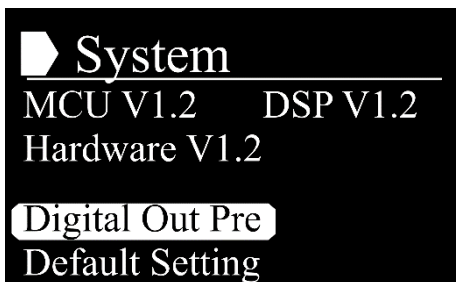 System
MCU V1.2 DSP V1.2
Hardware V1.2
Digital Out Pre
Default Setting